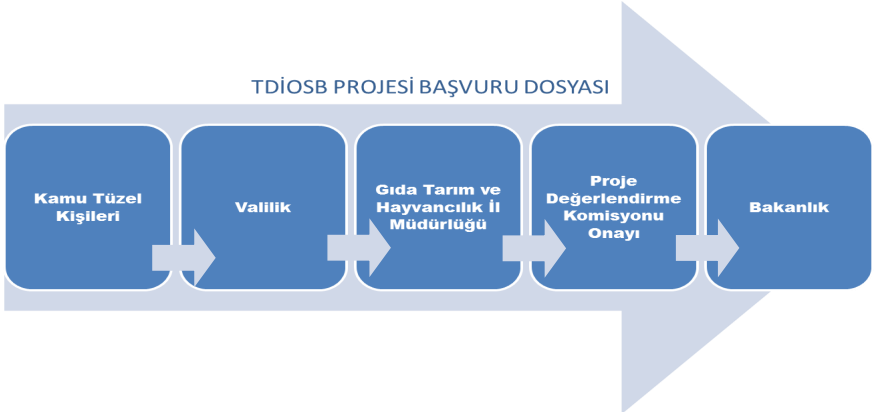 TDİOSB PROJESİ BAŞVURU DOSYASI
Kamu Tüzel
Kişileri
Valilik
Gıda Tarım ve
Hayvancılık İl
Müdürlüğü
Proje
Değerlendirme
Komisyonu
Onayı
Bakanlık